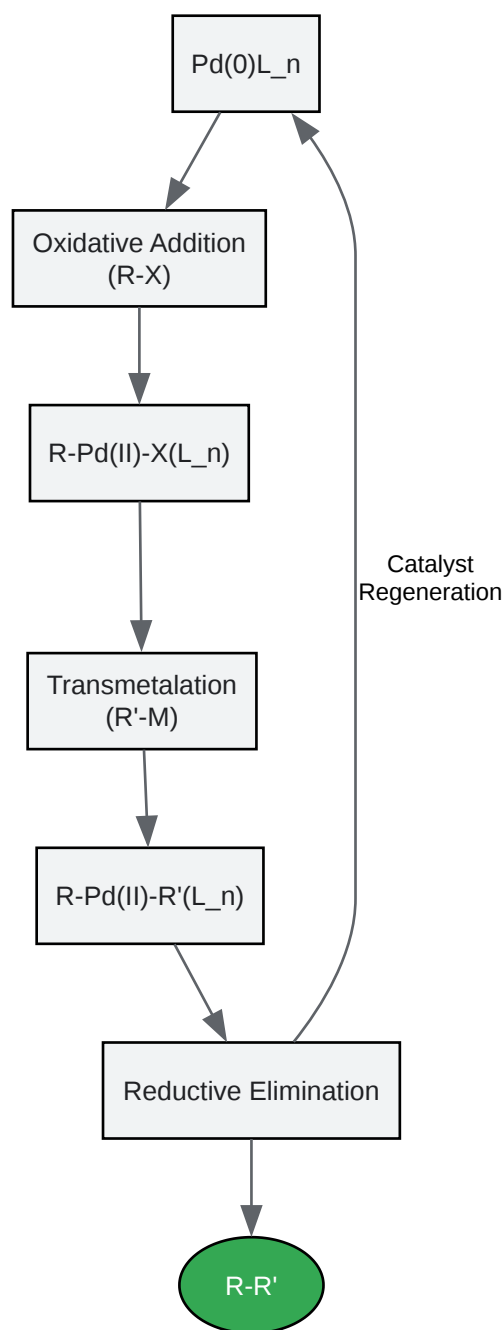 Pd(0)L_n
Oxidative Addition
(R-X)
R-Pd(II)-X(L_n)
Catalyst
Regeneration
Transmetalation
(R'-M)
R-Pd(II)-R'(L_n)
Reductive Elimination
R-R'